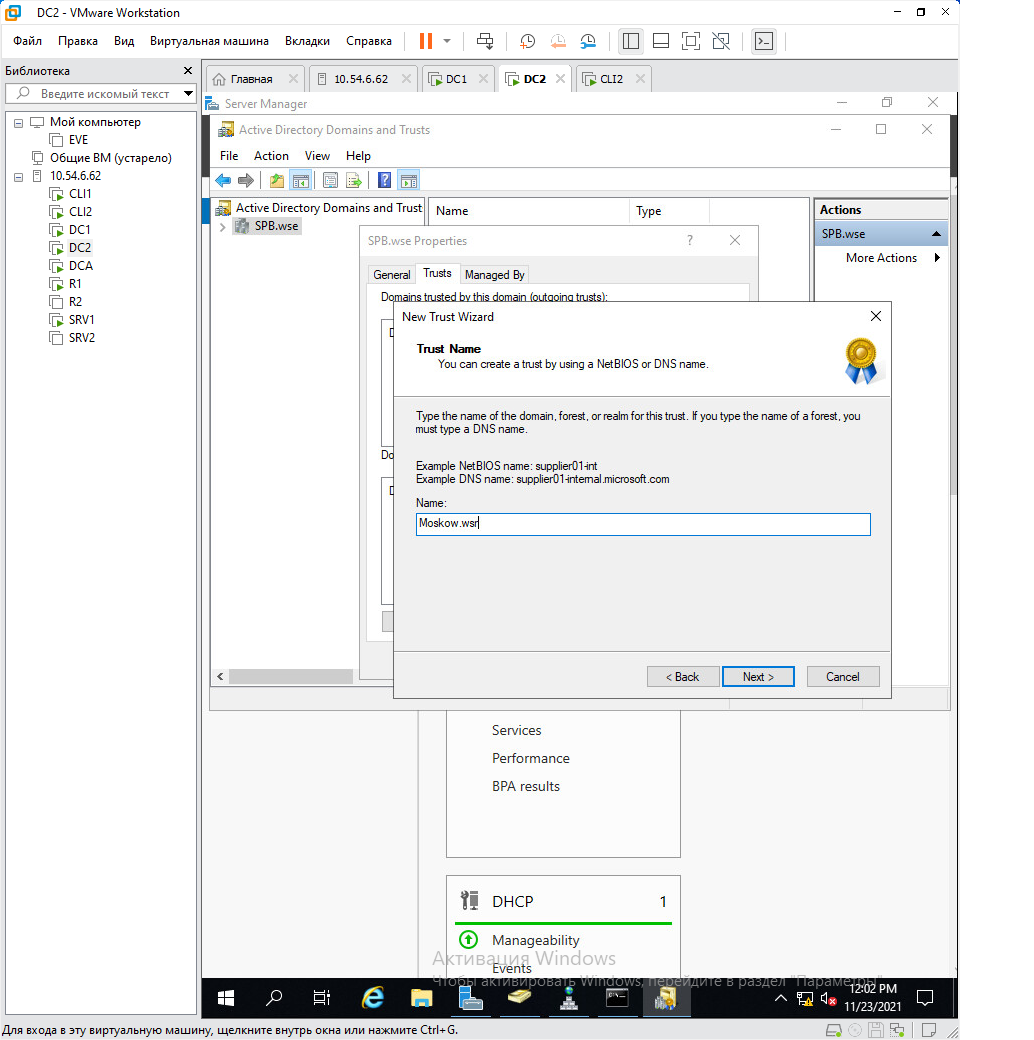 DC2 - VMware Workstation
Файл Правка Вид Виртуальная машина Вкладки Справка
Библиотека
Введите искомый текст
Мой компьютер
EVE
Общие ВМ (устарело)
10.54.6.62
CLI1
CLI2
DC1
DC2
DCA
R1
R2
SRV1
SRV2
Главная 10.54.6.62 DC1 DC2 CLI2
Server Manager
Active Directory Domains and Trusts
File Action View Help
Active Directory Domains and Trust
SPB.wse
Name Type
Actions
SPB.wse
More Actions
SPB.wse Properties
General Trusts Managed By
Domains trusted by this domain (outgoing trusts):
Do
New Trust Wizard
Trust Name
You can create a trust by using a NetBIOS or DNS name.
Type the name of the domain, forest, or realm for this trust. If you type the name of a forest, you
must type a DNS name.
Example NetBIOS name: supplier01-int
Example DNS name: supplier01-internal.microsoft.com
Name:
Moskow.wsr
< Back Next > Cancel
Services
Performance
BPA results
DHCP 1
Manageability
Events
Активация Windows
Чтобы активировать Windows, перейдите в раздел "Параметры".
12:02 PM
11/23/2021
Для входа в эту виртуальную машину, щелкните внутрь окна или нажмите Ctrl+G.